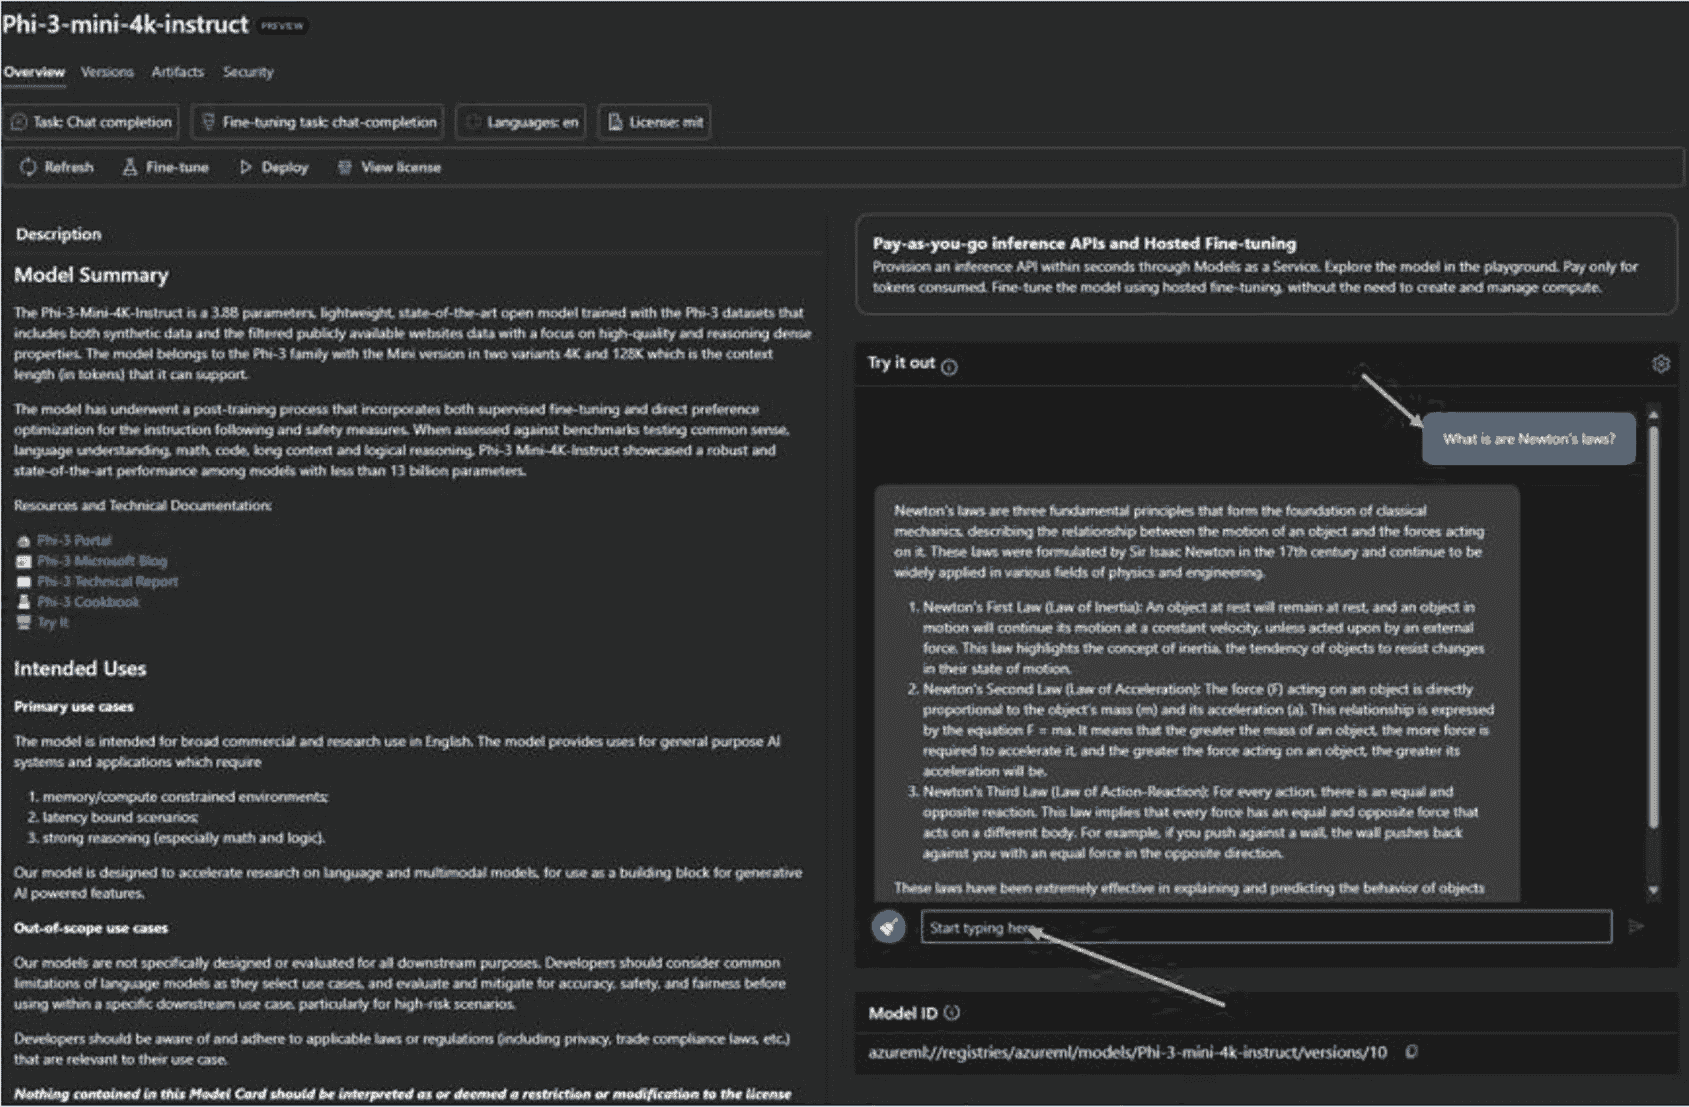 Phi-3-mini-4k-instruct PREVIEW
Overview Versions Artifacts Security
Task: Chat completion Fine-tuning task: chat-completion Languages: en License: mit
Refresh Fine-tune Deploy View license
Description
Model Summary
The Phi-3-Mini-4K-Instruct is a 3.8B parameters, lightweight, state-of-the-art open model trained with the Phi-3 datasets that
includes both synthetic data and the filtered publicly available websites data with a focus on high-quality and reasoning dense
properties. The model belongs to the Phi-3 family with the Mini version in two variants 4K and 128K which is the context
length (in tokens) that it can support.
The model has underwent a post-training process that incorporates both supervised fine-tuning and direct preference
optimization for the instruction following and safety measures. When assessed against benchmarks testing common sense,
language understanding, math, code, long context and logical reasoning, Phi-3 Mini-4K-Instruct showcased a robust and
state-of-the-art performance among models with less than 13 billion parameters.
Resources and Technical Documentation:
Phi-3 Portal
Phi-3 Microsoft Blog
Phi-3 Technical Report
Phi-3 Cookbook
Try It
Intended Uses
Primary use cases
The model is intended for broad commercial and research use in English. The model provides uses for general purpose AI
systems and applications which require
1. memory/compute constrained environments;
2. latency bound scenarios;
3. strong reasoning (especially math and logic).
Our model is designed to accelerate research on language and multimodal models, for use as a building block for generative
AI powered features.
Out-of-scope use cases
Our models are not specifically designed or evaluated for all downstream purposes. Developers should consider common
limitations of language models as they select use cases, and evaluate and mitigate for accuracy, safety, and fairness before
using within a specific downstream use case, particularly for high-risk scenarios.
Developers should be aware of and adhere to applicable laws or regulations (including privacy, trade compliance laws, etc.)
that are relevant to their use case.
Nothing contained in this Model Card should be interpreted as or deemed a restriction or modification to the license
Pay-as-you-go inference APIs and Hosted Fine-tuning
Provision an inference API within seconds through Models as a Service. Explore the model in the playground. Pay only for
tokens consumed. Fine-tune the model using hosted fine-tuning, without the need to create and manage compute.
Try it out
What is are Newton's laws?
Newton's laws are three fundamental principles that form the foundation of classical
mechanics, describing the relationship between the motion of an object and the forces acting
on it. These laws were formulated by Sir Isaac Newton in the 17th century and continue to be
widely applied in various fields of physics and engineering.
1. Newton's First Law (Law of Inertia): An object at rest will remain at rest, and an object in
motion will continue its motion at a constant velocity, unless acted upon by an external
force. This law highlights the concept of inertia, the tendency of objects to resist changes
in their state of motion.
2. Newton's Second Law (Law of Acceleration): The force (F) acting on an object is directly
proportional to the object's mass (m) and its acceleration (a). This relationship is expressed
by the equation F = ma. It means that the greater the mass of an object, the more force is
required to accelerate it, and the greater the force acting on an object, the greater its
acceleration will be.
3. Newton's Third Law (Law of Action-Reaction): For every action, there is an equal and
opposite reaction. This law implies that every force has an equal and opposite force that
acts on a different body. For example, if you push against a wall, the wall pushes back
against you with an equal force in the opposite direction.
These laws have been extremely effective in explaining and predicting the behavior of objects
Start typing here
Model ID
azureml://registries/azureml/models/Phi-3-mini-4k-instruct/versions/10